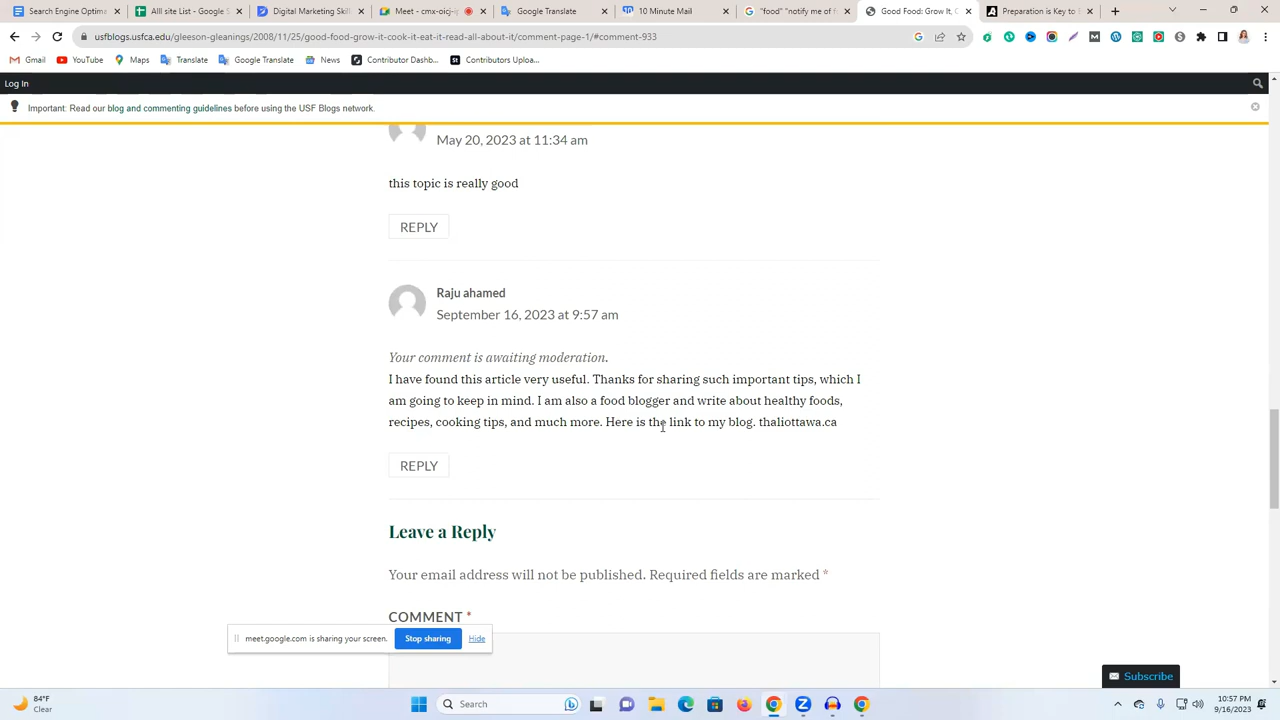 Search Engine Optima
All site List - Google S
Digital Marketing Skil
Meet - cmx-oicj-
Google Translate
10 Minute Mail
"food" "notify me of f
Good Food: Grow It, C
Preparation is Key to
usfblogs.usfca.edu/gleeson-gleanings/2008/11/25/good-food-grow-it-cook-it-eat-it-read-all-about-it/comment-page-1/#comment-933
Gmail
YouTube
Maps
Translate
Google Translate
News
Contributor Dashb...
Contributors Uploa...
Log In
Important: Read our blog and commenting guidelines before using the USF Blogs network.
May 20, 2023 at 11:34 am
this topic is really good
REPLY
Raju ahamed
September 16, 2023 at 9:57 am
Your comment is awaiting moderation.
I have found this article very useful. Thanks for sharing such important tips, which I
am going to keep in mind. I am also a food blogger and write about healthy foods,
recipes, cooking tips, and much more. Here is the link to my blog. thaliottawa.ca
REPLY
Leave a Reply
Your email address will not be published. Required fields are marked *
COMMENT *
meet.google.com is sharing your screen.
Stop sharing
Hide
Subscribe
84°F
Clear
Search
10:57 PM
9/16/2023